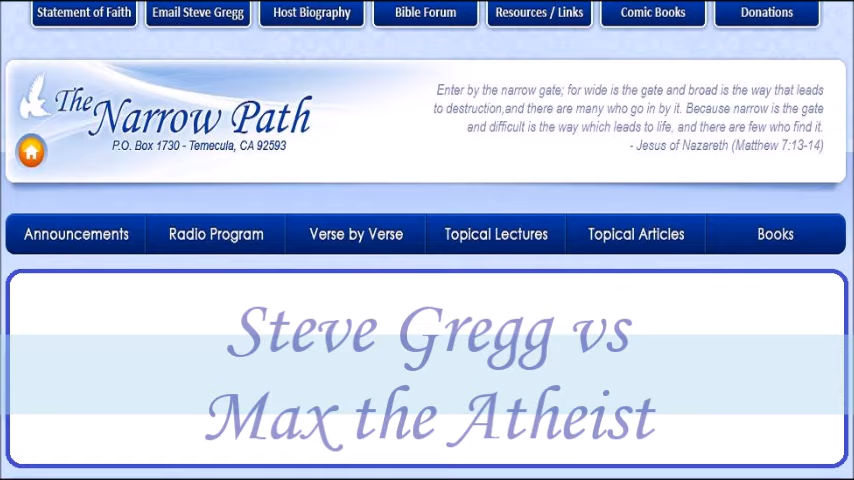 Statement of Faith
Email Steve Gregg
Host Biography
Bible Forum
Resources / Links
Comic Books
Donations
The Narrow Path
P.O. Box 1730 - Temecula, CA 92593
Enter by the narrow gate; for wide is the gate and broad is the way that leads
to destruction,and there are many who go in by it. Because narrow is the gate
and difficult is the way which leads to life, and there are few who find it.
- Jesus of Nazareth (Matthew 7:13-14)
Announcements
Radio Program
Verse by Verse
Topical Lectures
Topical Articles
Books
Steve Gregg vs
Max the Atheist